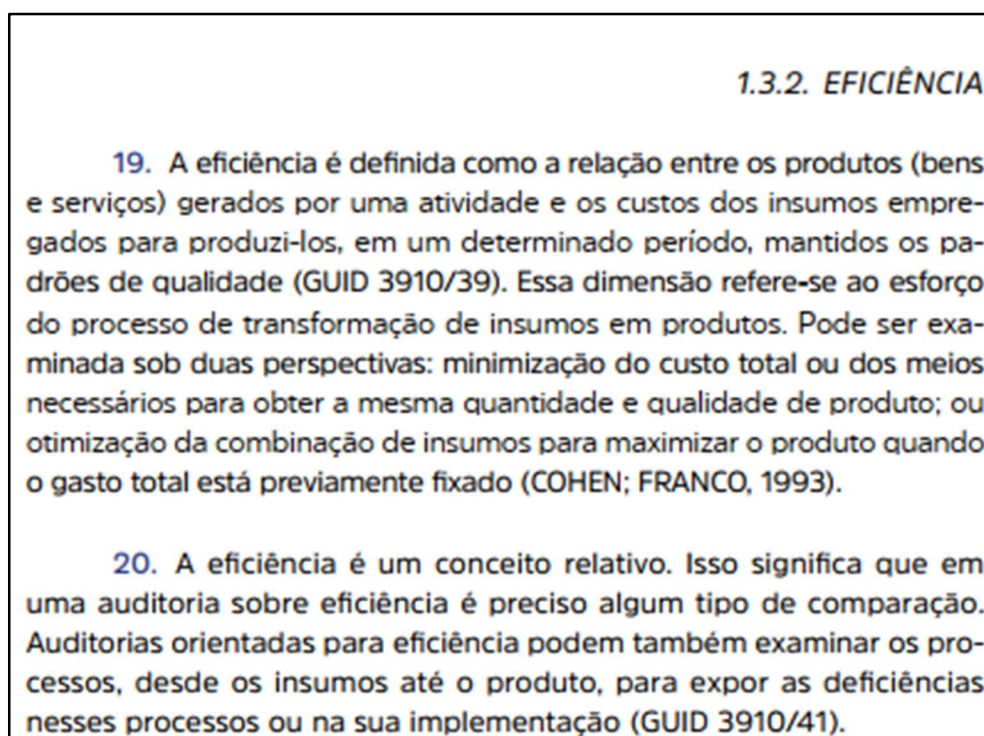 1.3.2. EFICIÊNCIA
19. A eficiência é definida como a relação entre os produtos (bens
e serviços) gerados por uma atividade e os custos dos insumos empre-
gados para produzi-los, em um determinado período, mantidos os pa-
drões de qualidade (GUID 3910/39). Essa dimensão refere-se ao esforço
do processo de transformação de insumos em produtos. Pode ser exa-
minada sob duas perspectivas: minimização do custo total ou dos meios
necessários para obter a mesma quantidade e qualidade de produto; ou
otimização da combinação de insumos para maximizar o produto quando
o gasto total está previamente fixado (COHEN; FRANCO, 1993).
20. A eficiência é um conceito relativo. Isso significa que em
uma auditoria sobre eficiência é preciso algum tipo de comparação.
Auditorias orientadas para eficiência podem também examinar os pro-
cessos, desde os insumos até o produto, para expor as deficiências
nesses processos ou na sua implementação (GUID 3910/41).